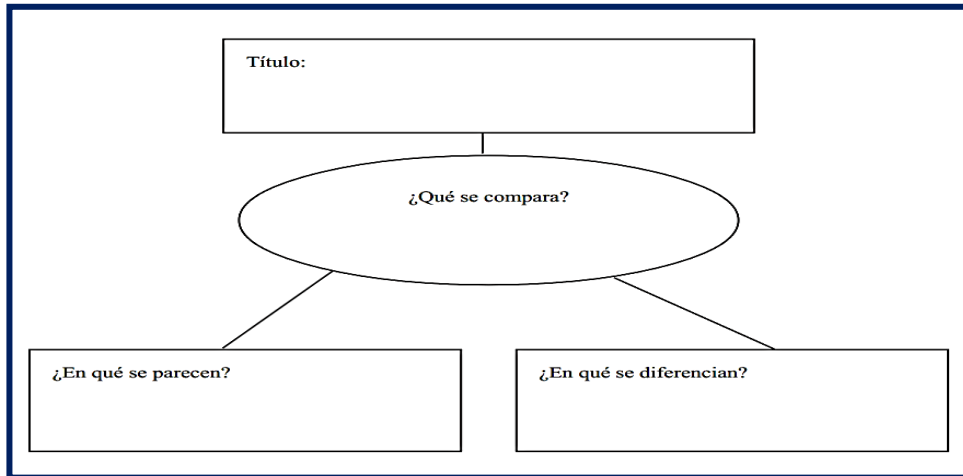 Título:
¿Qué se compara?
¿En qué se parecen?
¿En qué se diferencian?